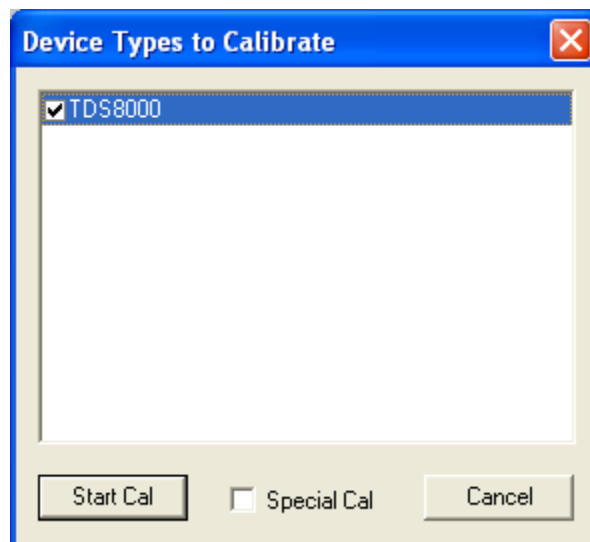 Device Types to Calibrate
TDS8000
Start Cal
Special Cal
Cancel